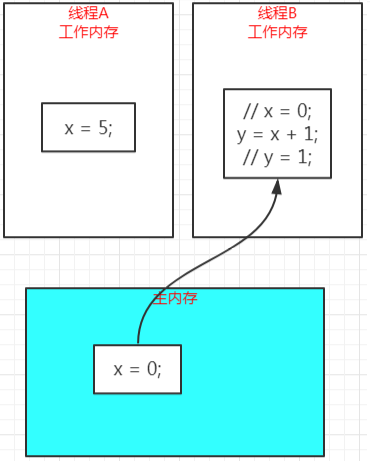 线程A
工作内存
x = 5;
线程B
工作内存
// x = 0;
y = x + 1;
// y = 1;
主内存
x = 0;